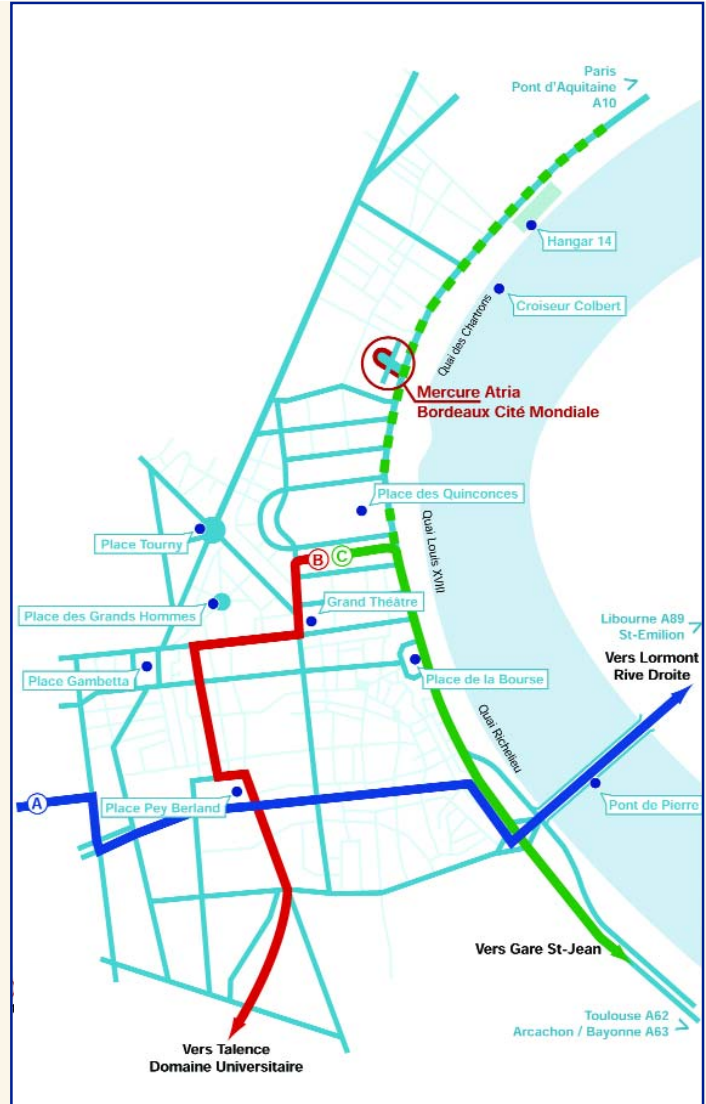 Paris
Pont d'Aquitaine
A10
Hangar 14
Croiseur Colbert
Quai des Chartrons
Mercure Atria
Bordeaux Cité Mondiale
Place des Quinconces
Place Tourny
Quai Louis XVIII
B
C
Place des Grands Hommes
Grand Théâtre
Libourne A89
St-Emilion
Vers Lormont
Rive Droite
Place Gambetta
Place de la Bourse
Quai Richelieu
A
Place Pey Berland
Pont de Pierre
Vers Gare St-Jean
Toulouse A62
Arcachon / Bayonne A63
Vers Talence
Domaine Universitaire